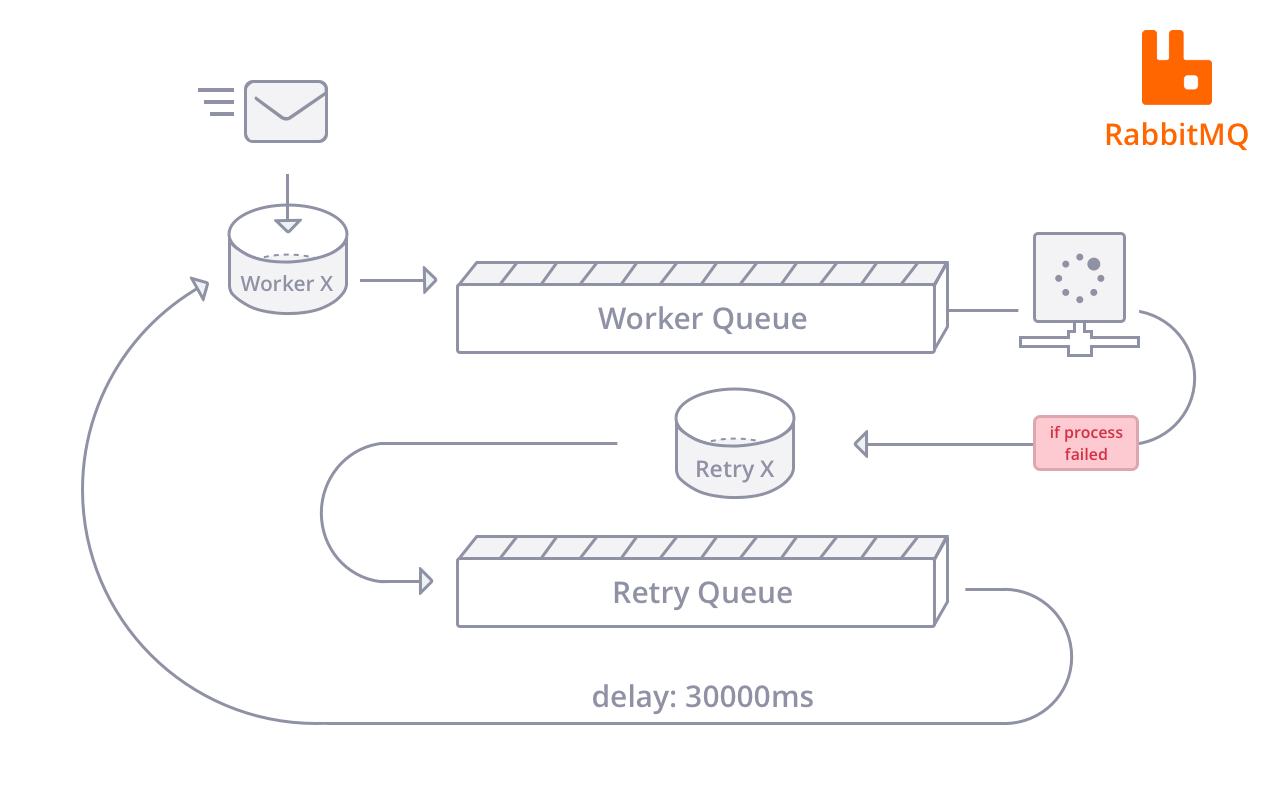 RabbitMQ
Worker X
Worker Queue
if process
failed
Retry X
Retry Queue
delay: 30000ms